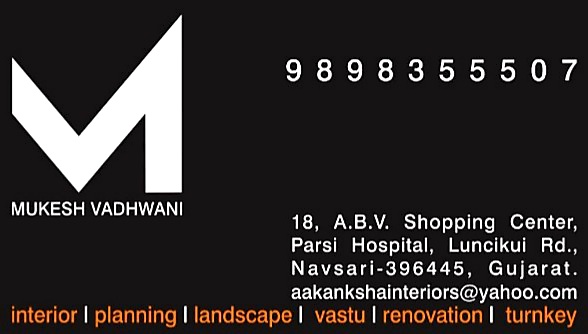 9898355507
MUKESH VADHWANI
18, A.B.V. Shopping Center,
Parsi Hospital, Luncikui Rd.,
Navsari-396445, Gujarat.
aakankshainteriors@yahoo.com
interior | planning | landscape | vastu | renovation | turnkey